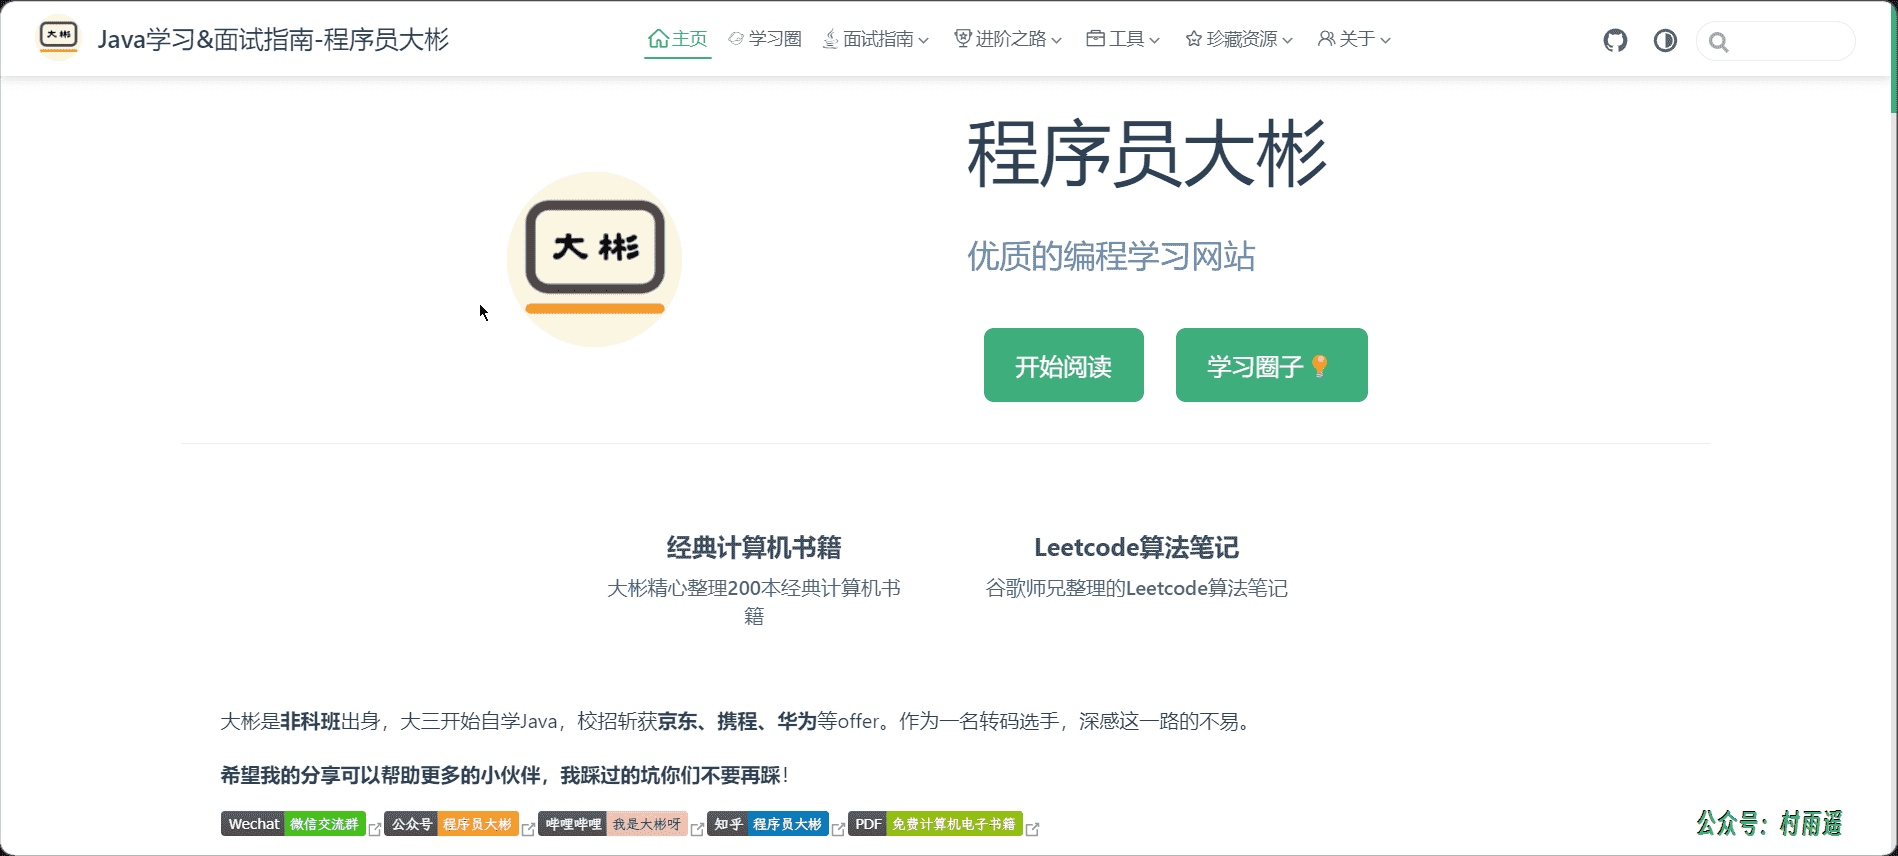 大彬
Java学习&面试指南-程序员大彬
主页 学习圈 面试指南 进阶之路 工具 珍藏资源 关于
程序员大彬
大彬
优质的编程学习网站
开始阅读 学习圈子
经典计算机书籍
大彬精心整理200本经典计算机书
籍
Leetcode算法笔记
谷歌师兄整理的Leetcode算法笔记
大彬是非科班出身，大三开始自学Java，校招斩获京东、携程、华为等offer。作为一名转码选手，深感这一路的不易。
希望我的分享可以帮助更多的小伙伴，我踩过的坑你们不要再踩！
Wechat 微信交流群 公众号 程序员大彬 哔哩哔哩 我是大彬呀 知乎 程序员大彬 PDF 免费计算机电子书籍
公众号：村雨遥